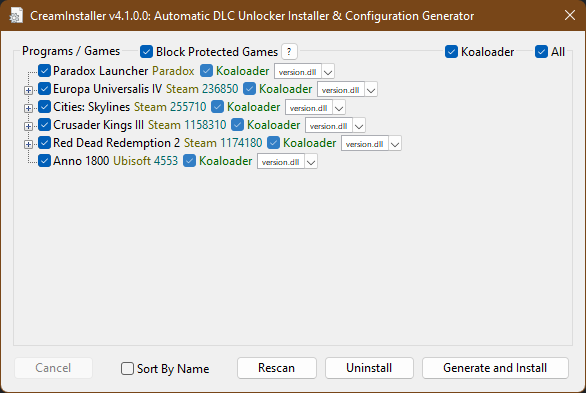 CreamInstaller v4.1.0.0: Automatic DLC Unlocker Installer & Configuration Generator
Programs / Games Block Protected Games ? Koaloader All
Paradox Launcher Paradox Koaloader version.dll
Europa Universalis IV Steam 236850 Koaloader version.dll
Cities: Skylines Steam 255710 Koaloader version.dll
Crusader Kings III Steam 1158310 Koaloader version.dll
Red Dead Redemption 2 Steam 1174180 Koaloader version.dll
Anno 1800 Ubisoft 4553 Koaloader version.dll
Cancel Sort By Name Rescan Uninstall Generate and Install